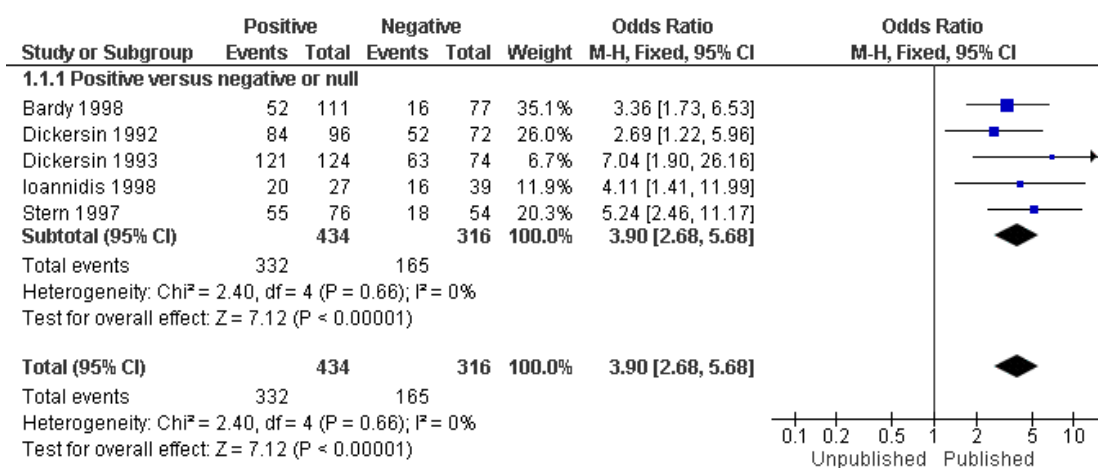 Positive Negative Odds Ratio Odds Ratio
Study or Subgroup Events Total Events Total Weight M-H, Fixed, 95% CI M-H, Fixed, 95% CI
1.1.1 Positive versus negative or null
Bardy 1998 52 111 16 77 35.1% 3.36 [1.73, 6.53]
Dickersin 1992 84 96 52 72 26.0% 2.69 [1.22, 5.96]
Dickersin 1993 121 124 63 74 6.7% 7.04 [1.90, 26.16]
Ioannidis 1998 20 27 16 39 11.9% 4.11 [1.41, 11.99]
Stern 1997 55 76 18 54 20.3% 5.24 [2.46, 11.17]
Subtotal (95% CI) 434 316 100.0% 3.90 [2.68, 5.68]
Total events 332 165
Heterogeneity: Chi² = 2.40, df = 4 (P = 0.66); I² = 0%
Test for overall effect: Z = 7.12 (P < 0.00001)
Total (95% CI) 434 316 100.0% 3.90 [2.68, 5.68]
Total events 332 165
Heterogeneity: Chi² = 2.40, df = 4 (P = 0.66); I² = 0%
Test for overall effect: Z = 7.12 (P < 0.00001)
0.1 0.2 0.5 1 2 5 10
Unpublished Published